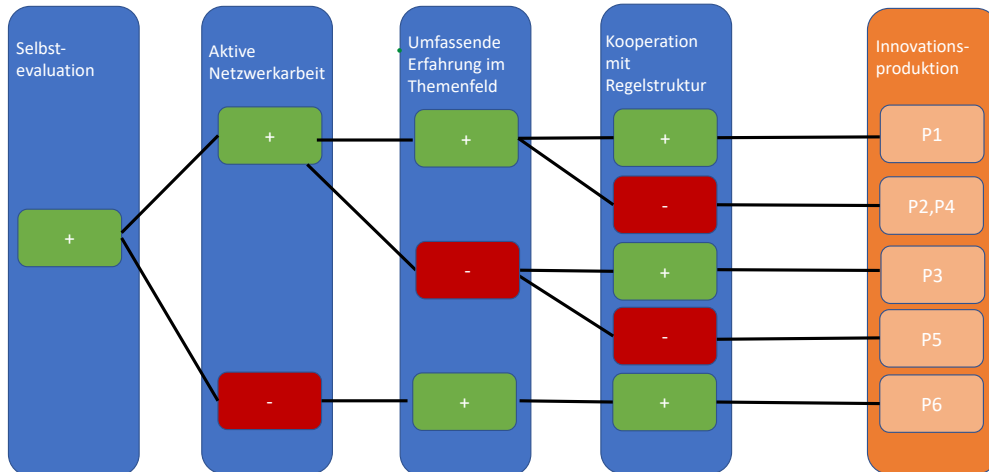 Selbst-
evaluation
Aktive
Netzwerkarbeit
Umfassende
Erfahrung im
Themenfeld
Kooperation
mit
Regelstruktur
Innovations-
produktion
+
+
+
P1
-
P2,P4
+
-
+
P3
-
P5
-
+
+
P6